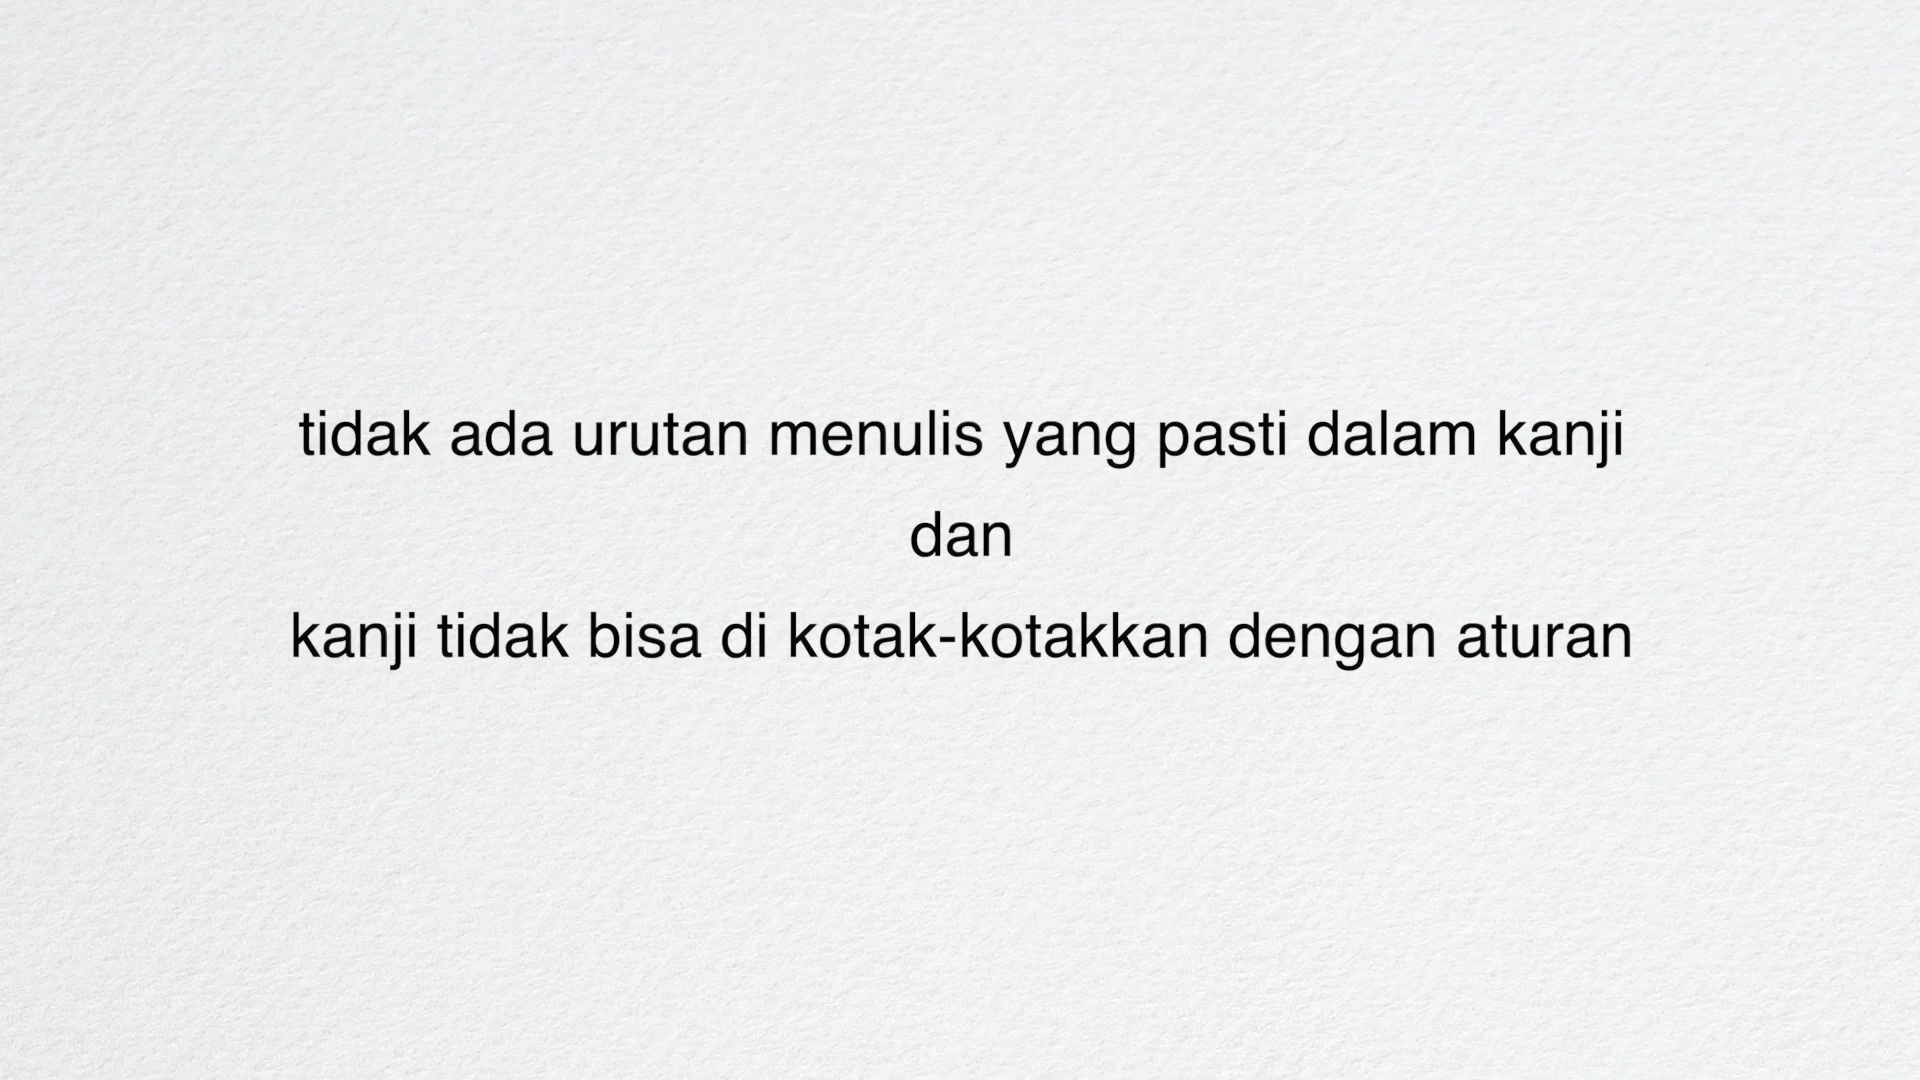 tidak ada urutan menulis yang pasti dalam kanji
dan
kanji tidak bisa di kotak-kotakkan dengan aturan